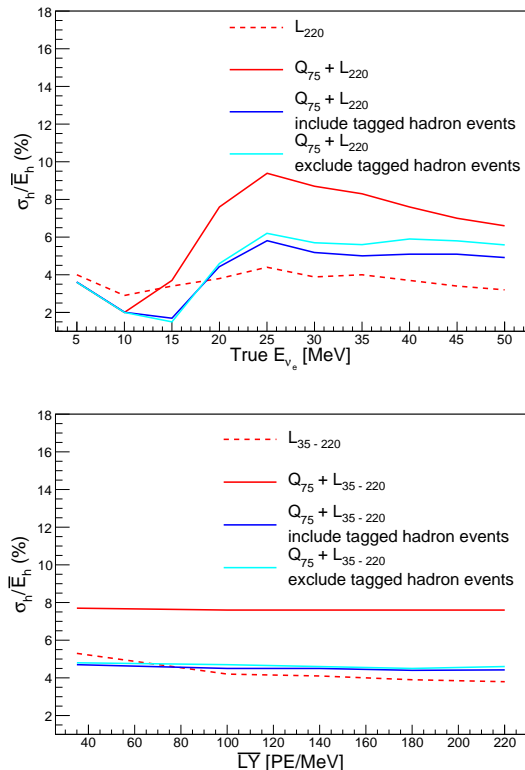 18
16
14
12
10
8
6
4
2
σh/E̅h (%)
L220
Q75 + L220
Q75 + L220
include tagged hadron events
Q75 + L220
exclude tagged hadron events
5 10 15 20 25 30 35 40 45 50
True Eνe [MeV]
18
16
14
12
10
8
6
4
2
σh/E̅h (%)
L35 - 220
Q75 + L35 - 220
Q75 + L35 - 220
include tagged hadron events
Q75 + L35 - 220
exclude tagged hadron events
40 60 80 100 120 140 160 180 200 220
L̅Y̅ [PE/MeV]